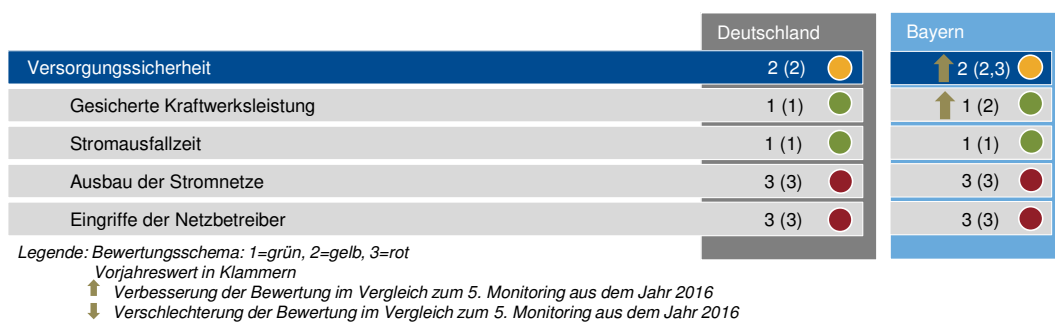 Deutschland Bayern
Versorgungssicherheit 2 (2) 2 (2,3)
Gesicherte Kraftwerksleistung 1 (1) 1 (2)
Stromausfallzeit 1 (1) 1 (1)
Ausbau der Stromnetze 3 (3) 3 (3)
Eingriffe der Netzbetreiber 3 (3) 3 (3)
Legende: Bewertungsschema: 1=grün, 2=gelb, 3=rot
Vorjahreswert in Klammern
Verbesserung der Bewertung im Vergleich zum 5. Monitoring aus dem Jahr 2016
Verschlechterung der Bewertung im Vergleich zum 5. Monitoring aus dem Jahr 2016